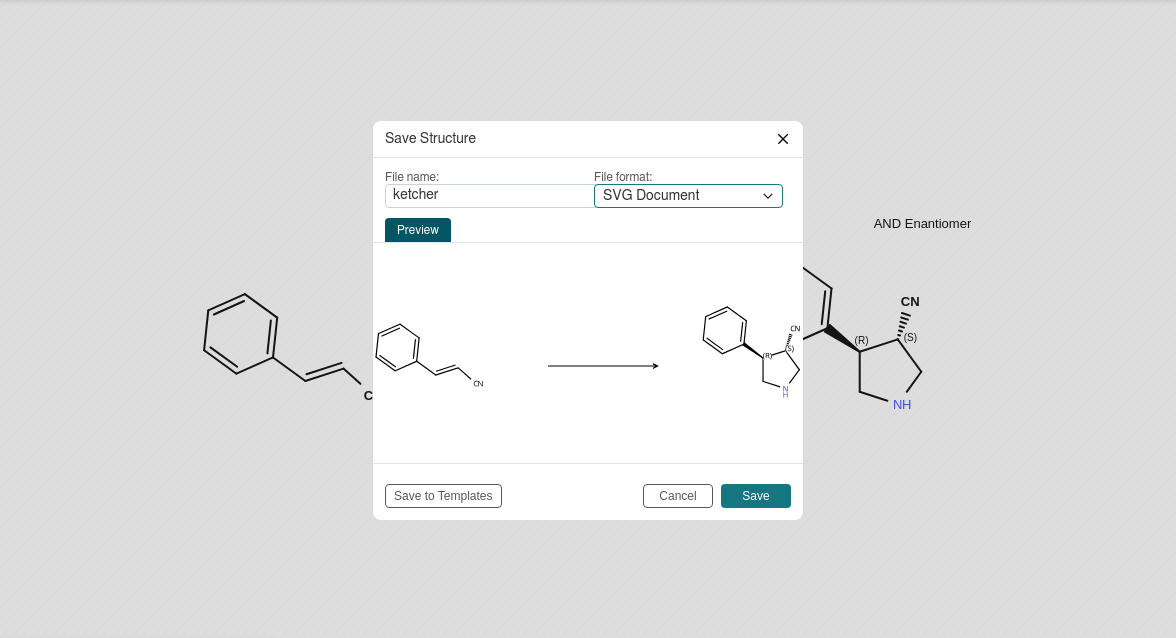 Save Structure
File name:
File format:
ketcher
SVG Document
Preview
AND Enantiomer
CN
(R)
(S)
NH
C
CN
CN
(R)
(S)
N
H
Save to Templates
Cancel
Save